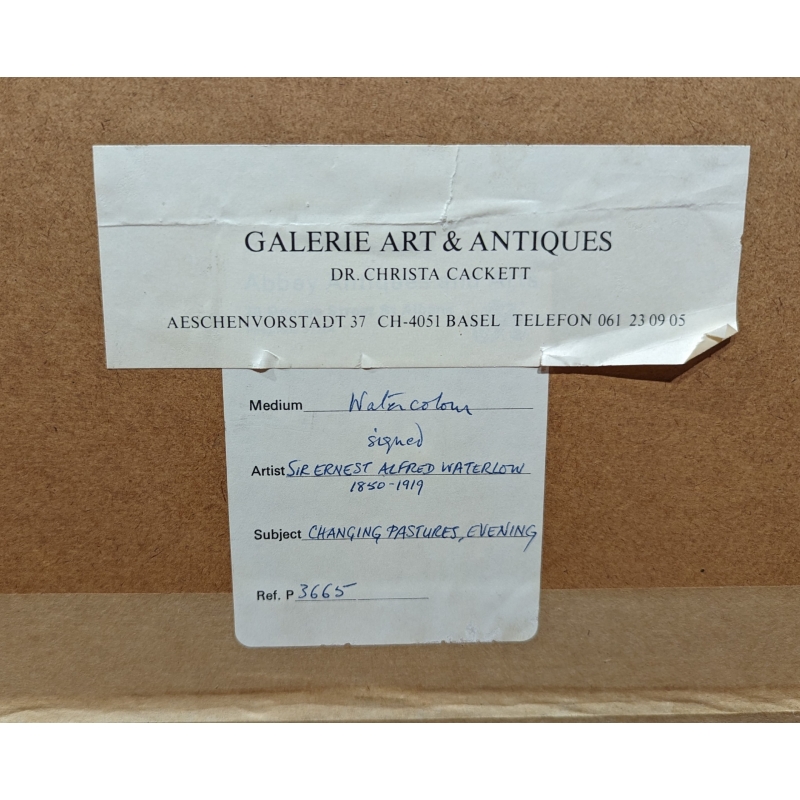 GALERIE ART & ANTIQUES
DR. CHRISTA CACKETT
AESCHENVORSTADT 37 CH-4051 BASEL TELEFON 061 23 09 05
Medium Watercolour
signed
Artist SIR ERNEST ALFRED WATERLOW
1850-1919
Subject CHANGING PASTURES, EVENING
Ref. P 3665